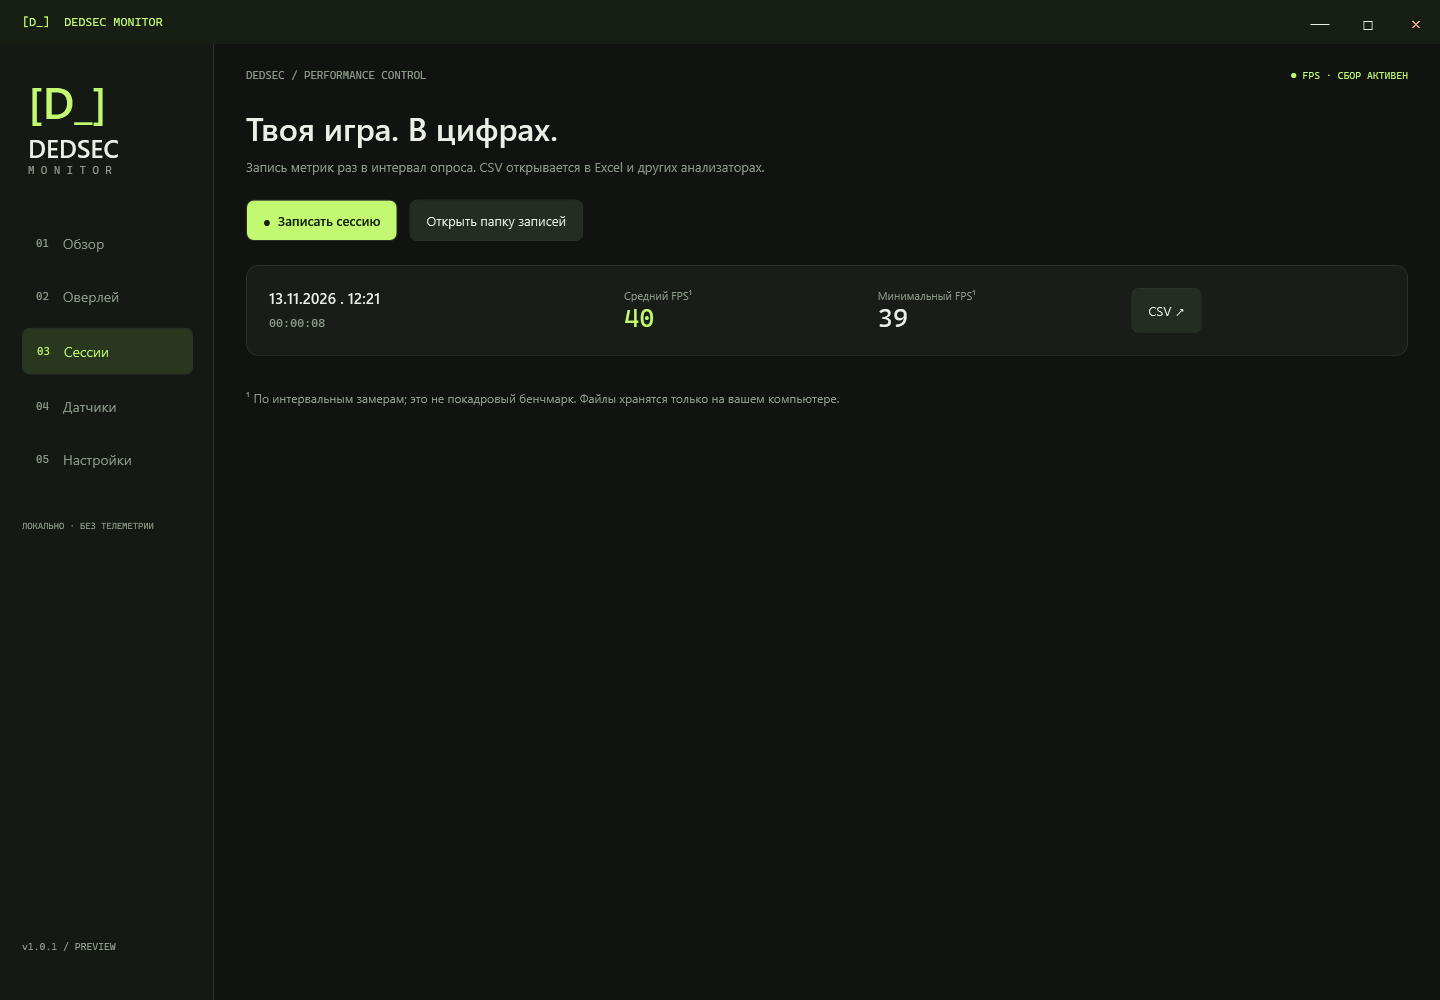 [D_] DEDSEC MONITOR
[D_]
DEDSEC
MONITOR
01 Обзор
02 Оверлей
03 Сессии
04 Датчики
05 Настройки
ЛОКАЛЬНО · БЕЗ ТЕЛЕМЕТРИИ
v1.0.1 / PREVIEW
DEDSEC / PERFORMANCE CONTROL
● FPS · СБОР АКТИВЕН
Твоя игра. В цифрах.
Запись метрик раз в интервал опроса. CSV открывается в Excel и других анализаторах.
● Записать сессию
Открыть папку записей
13.11.2026 . 12:21
00:00:08
Средний FPS¹
40
Минимальный FPS¹
39
CSV ↗
¹ По интервальным замерам; это не покадровый бенчмарк. Файлы хранятся только на вашем компьютере.